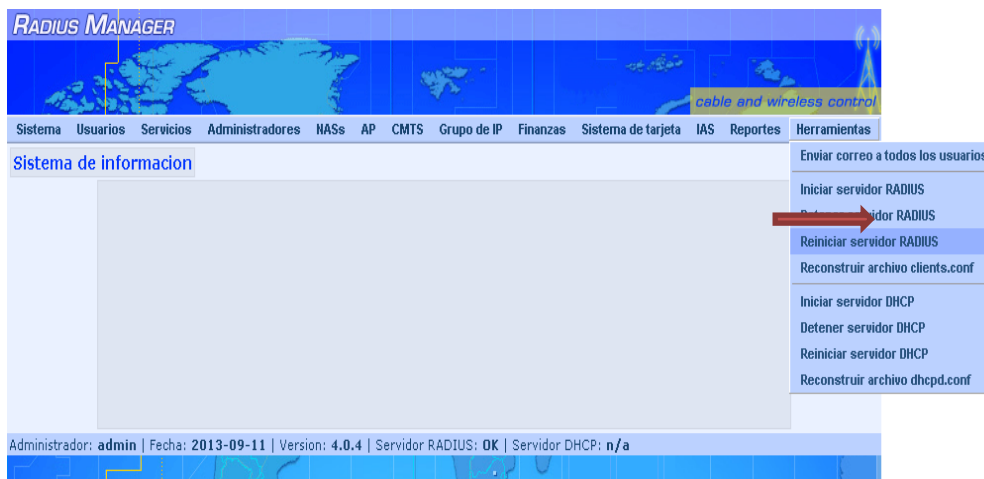 RADIUS MANAGER
cable and wireless control
Sistema Usuarios Servicios Administradores NASs AP CMTS Grupo de IP Finanzas Sistema de tarjeta IAS Reportes Herramientas
Sistema de informacion
Enviar correo a todos los usuarios
Iniciar servidor RADIUS
RADIUS
Reiniciar servidor RADIUS
Reconstruir archivo clients.conf
Iniciar servidor DHCP
Detener servidor DHCP
Reiniciar servidor DHCP
Reconstruir archivo dhcpd.conf
Administrador: admin | Fecha: 2013-09-11 | Version: 4.0.4 | Servidor RADIUS: OK | Servidor DHCP: n/a